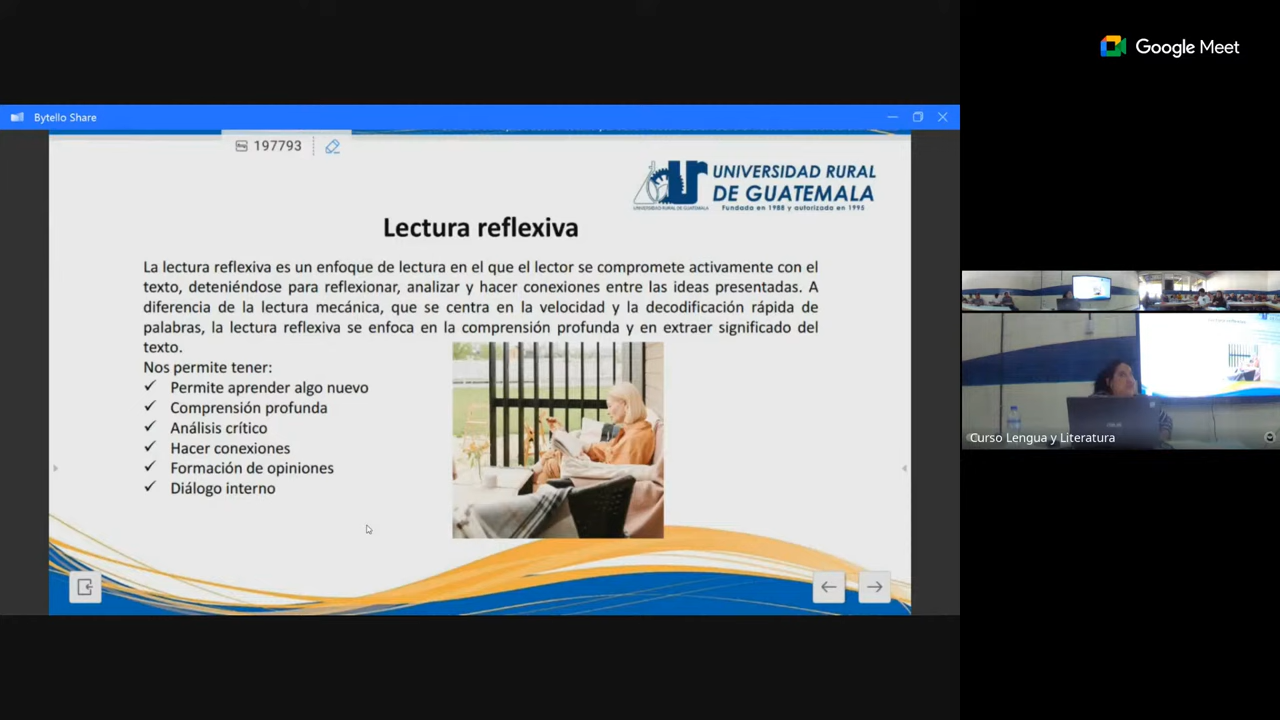 Google Meet
Bytello Share
197793
UNIVERSIDAD RURAL
DE GUATEMALA
UNIVERSIDAD RURAL DE GUATEMALA
Fundada en 1988 y autorizada en 1995
Lectura reflexiva
La lectura reflexiva es un enfoque de lectura en el que el lector se compromete activamente con el
texto, deteniéndose para reflexionar, analizar y hacer conexiones entre las ideas presentadas. A
diferencia de la lectura mecánica, que se centra en la velocidad y la decodificación rápida de
palabras, la lectura reflexiva se enfoca en la comprensión profunda y en extraer significado del
texto.
Nos permite tener:
✓ Permite aprender algo nuevo
✓ Comprensión profunda
✓ Análisis crítico
✓ Hacer conexiones
✓ Formación de opiniones
✓ Diálogo interno
Curso Lengua y Literatura